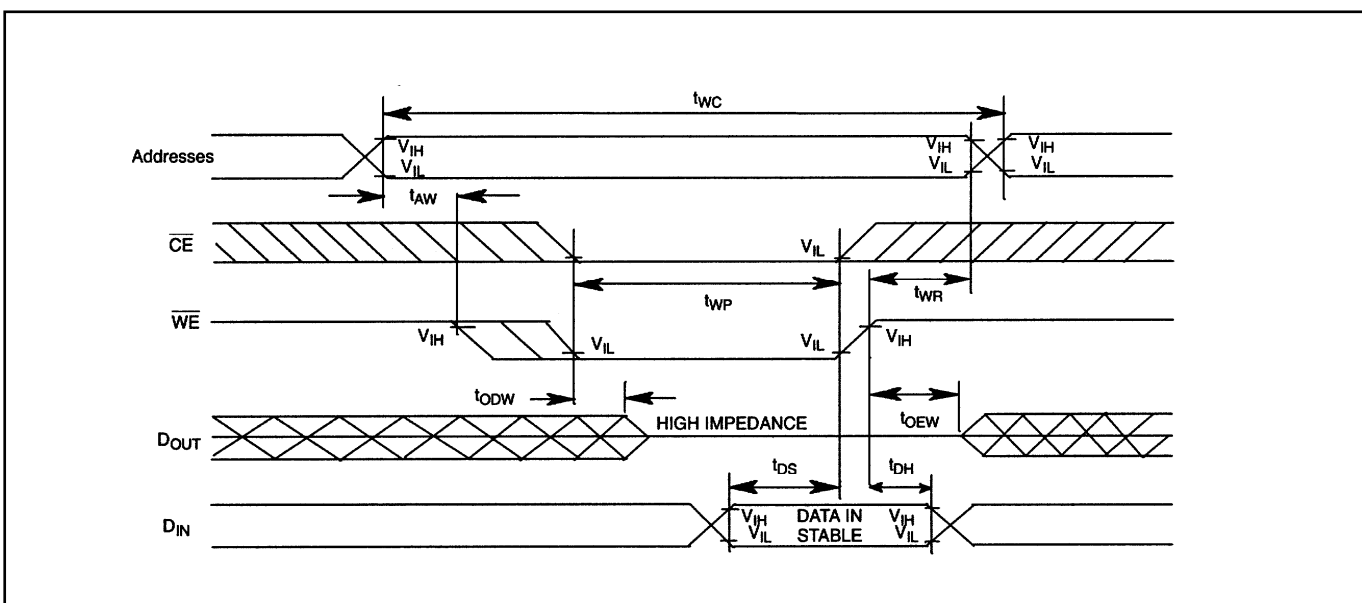 tWC
Addresses
VIH
VIL
VIH
VIL
VIH
VIL
tAW
CE
VIL
tWP
tWR
WE
VIH
VIL
VIL
VIH
tODW
HIGH IMPEDANCE
tOEW
DOUT
tDS
tDH
DIN
VIH
VIL
DATA IN
STABLE
VIH
VIL